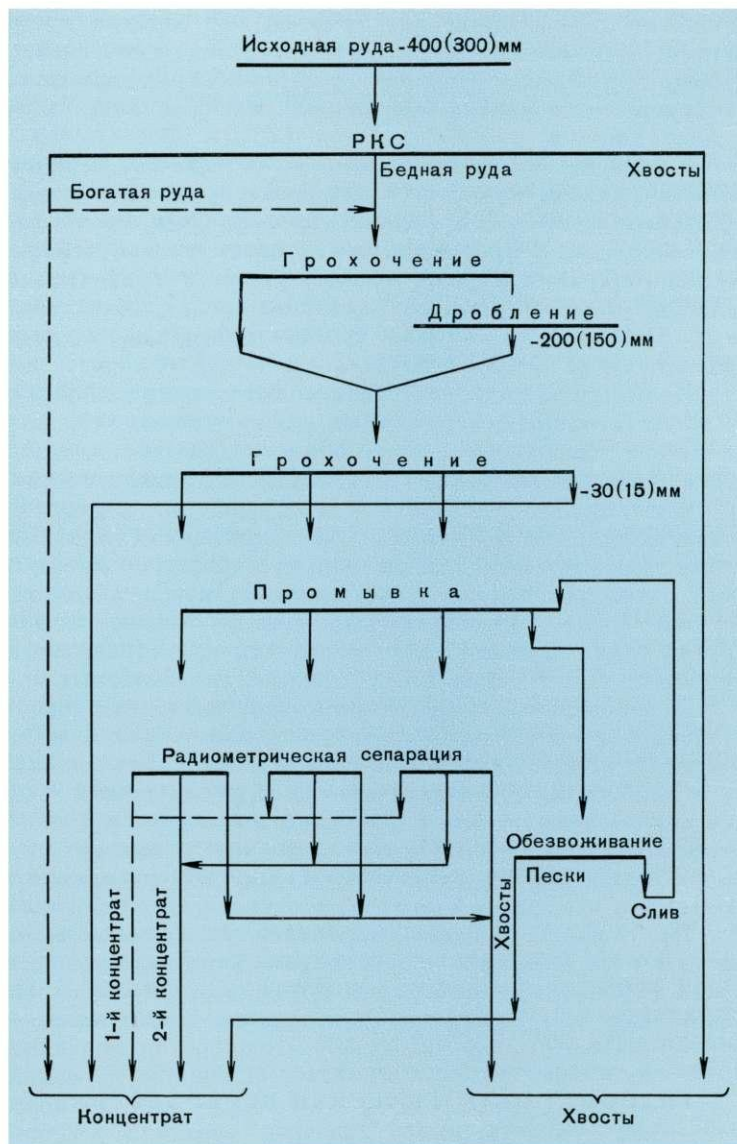 Исходная руда -400(300)мм
РКС
Бедная руда
Хвосты
Богатая руда
Грохочение
Дробление
-200(150)мм
Грохочение
-30(15)мм
Промывка
Радиометрическая сепарация
Обезвоживание
Пески
Слив
Хвосты
1-й концентрат
2-й концентрат
Концентрат
Хвосты